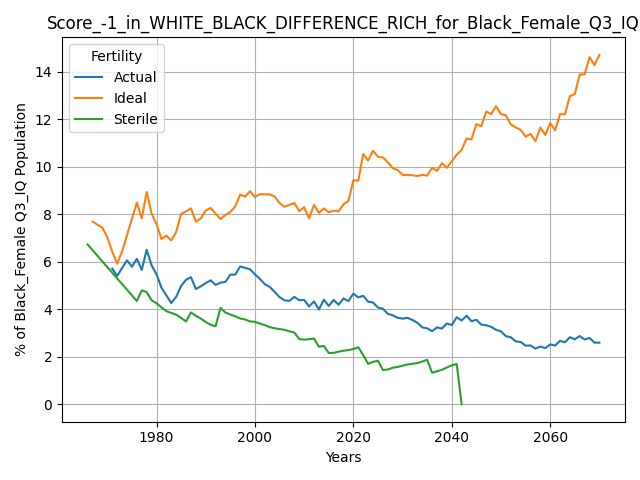 Score_-1_in_WHITE_BLACK_DIFFERENCE_RICH_for_Black_Female_Q3_IQ
Fertility
Actual
Ideal
Sterile
% of Black_Female Q3_IQ Population
14
12
10
8
6
4
2
0
1980 2000 2020 2040 2060
Years